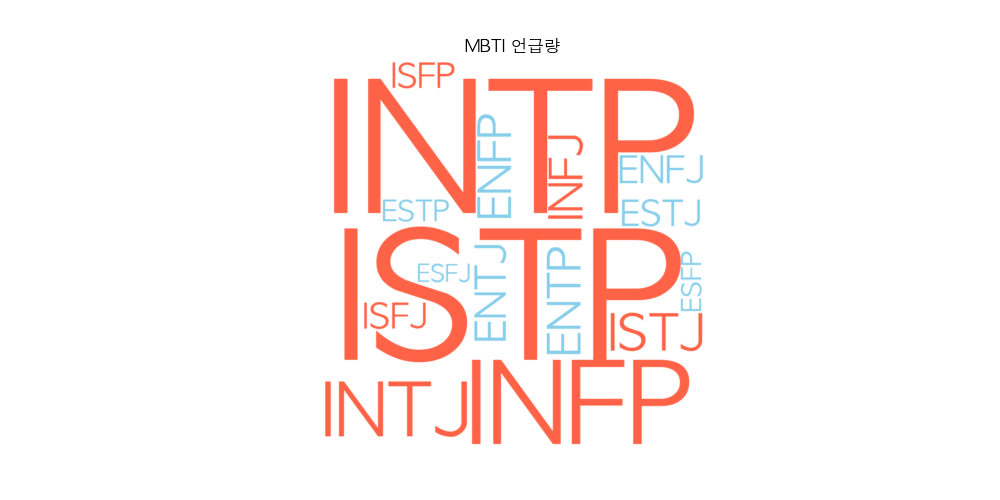 MBTI 언급량
ISFP
INTP
ENFP
INFJ
ENFJ
ESTP
ESTJ
ISTP
ESFJ
ENTJ
ENTP
ESFP
ISFJ
ISTJ
INTJ
INFP